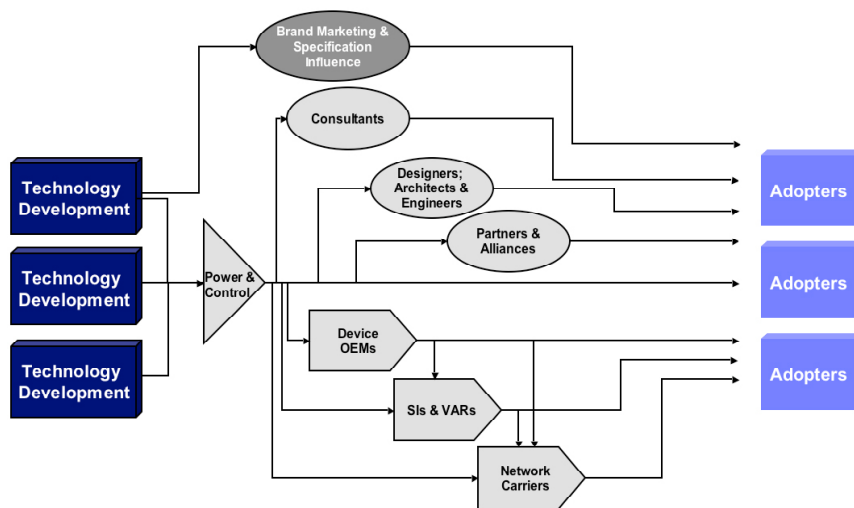 Brand Marketing &
Specification
Influence
Consultants
Designers;
Architects &
Engineers
Partners &
Alliances
Technology
Development
Technology
Development
Technology
Development
Power &
Control
Device
OEMs
SIs & VARs
Network
Carriers
Adopters
Adopters
Adopters